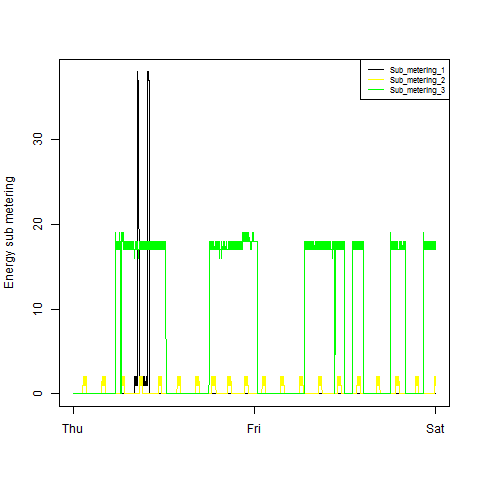 Sub_metering_1
Sub_metering_2
Sub_metering_3
Energy sub metering
30
20
10
0
Thu Fri Sat